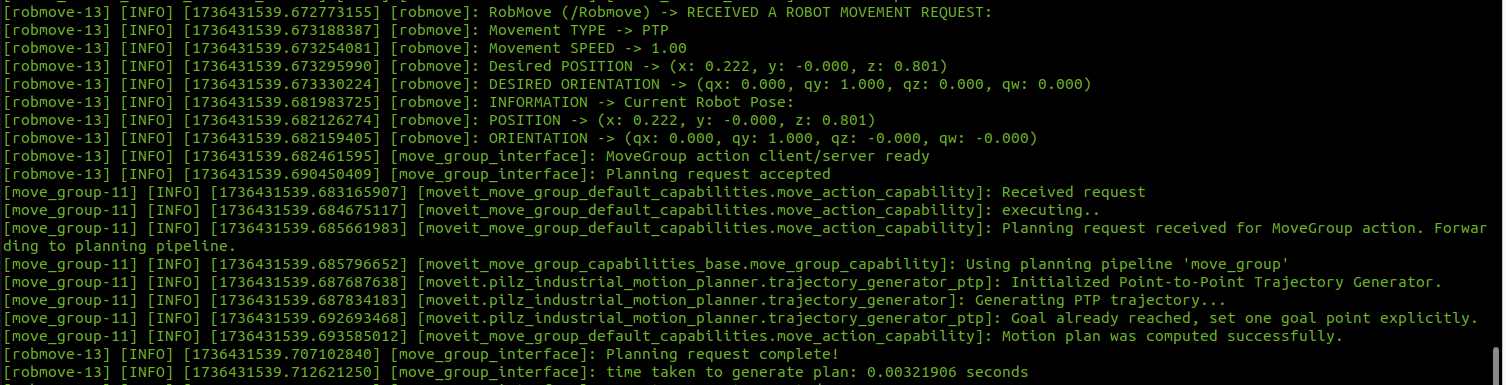 [robmove-13] [INFO] [1736431539.672773155] [robmove]: RobMove (/Robmove) -> RECEIVED A ROBOT MOVEMENT REQUEST:
[robmove-13] [INFO] [1736431539.673188387] [robmove]: Movement TYPE -> PTP
[robmove-13] [INFO] [1736431539.673254081] [robmove]: Movement SPEED -> 1.00
[robmove-13] [INFO] [1736431539.673295990] [robmove]: Desired POSITION -> (x: 0.222, y: -0.000, z: 0.801)
[robmove-13] [INFO] [1736431539.673330224] [robmove]: DESIRED ORIENTATION -> (qx: 0.000, qy: 1.000, qz: 0.000, qw: 0.000)
[robmove-13] [INFO] [1736431539.681983725] [robmove]: INFORMATION -> Current Robot Pose:
[robmove-13] [INFO] [1736431539.682126274] [robmove]: POSITION -> (x: 0.222, y: -0.000, z: 0.801)
[robmove-13] [INFO] [1736431539.682159405] [robmove]: ORIENTATION -> (qx: 0.000, qy: 1.000, qz: -0.000, qw: -0.000)
[robmove-13] [INFO] [1736431539.682461595] [move_group_interface]: MoveGroup action client/server ready
[robmove-13] [INFO] [1736431539.690450409] [move_group_interface]: Planning request accepted
[move_group-11] [INFO] [1736431539.683165907] [moveit_move_group_default_capabilities.move_action_capability]: Received request
[move_group-11] [INFO] [1736431539.684675117] [moveit_move_group_default_capabilities.move_action_capability]: executing..
[move_group-11] [INFO] [1736431539.685661983] [moveit_move_group_default_capabilities.move_action_capability]: Planning request received for MoveGroup action. Forwar
ding to planning pipeline.
[move_group-11] [INFO] [1736431539.685796652] [moveit_move_group_capabilities_base.move_group_capability]: Using planning pipeline 'move_group'
[move_group-11] [INFO] [1736431539.687687638] [moveit.pilz_industrial_motion_planner.trajectory_generator_ptp]: Initialized Point-to-Point Trajectory Generator.
[move_group-11] [INFO] [1736431539.687834183] [moveit.pilz_industrial_motion_planner.trajectory_generator]: Generating PTP trajectory...
[move_group-11] [INFO] [1736431539.692693468] [moveit.pilz_industrial_motion_planner.trajectory_generator_ptp]: Goal already reached, set one goal point explicitly.
[move_group-11] [INFO] [1736431539.693585012] [moveit_move_group_default_capabilities.move_action_capability]: Motion plan was computed successfully.
[robmove-13] [INFO] [1736431539.707102840] [move_group_interface]: Planning request complete!
[robmove-13] [INFO] [1736431539.712621250] [move_group_interface]: time taken to generate plan: 0.00321906 seconds